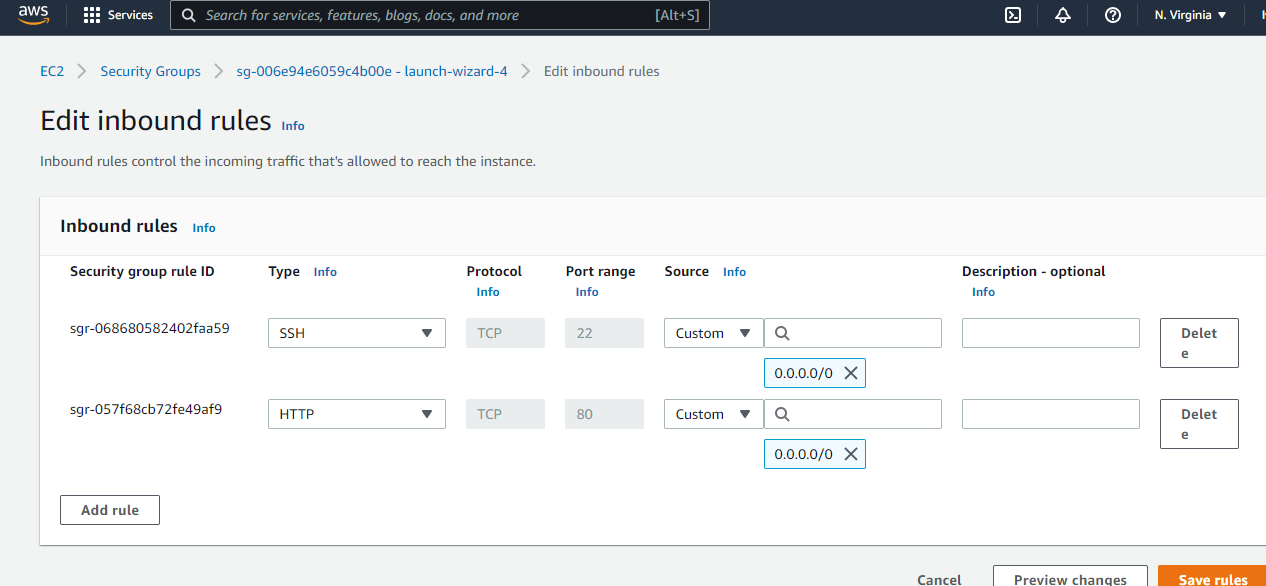 aws Services Search for services, features, blogs, docs, and more [Alt+S] N. Virginia
EC2 Security Groups sg-006e94e6059c4b00e - launch-wizard-4 Edit inbound rules
Edit inbound rules Info
Inbound rules control the incoming traffic that's allowed to reach the instance.
Inbound rules Info
Security group rule ID Type Info Protocol Port range Source Info Description - optional
Info Info Info
sgr-068680582402faa59 SSH TCP 22 Custom Delet
e
0.0.0.0/0
sgr-057f68cb72fe49af9 HTTP TCP 80 Custom Delet
e
0.0.0.0/0
Add rule
Cancel Preview changes Save rules